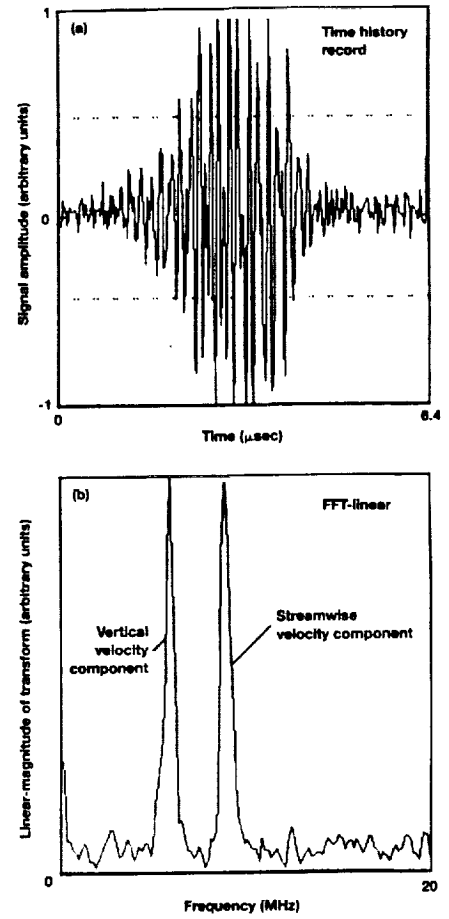 1
(a)
Time history
record
Signal amplitude (arbitrary units)
0
-1
0
6.4
Time (μsec)
(b)
FFT-linear
Vertical
velocity
component
Streamwise
velocity component
Linear-magnitude of transform (arbitrary units)
0
20
Frequency (MHz)